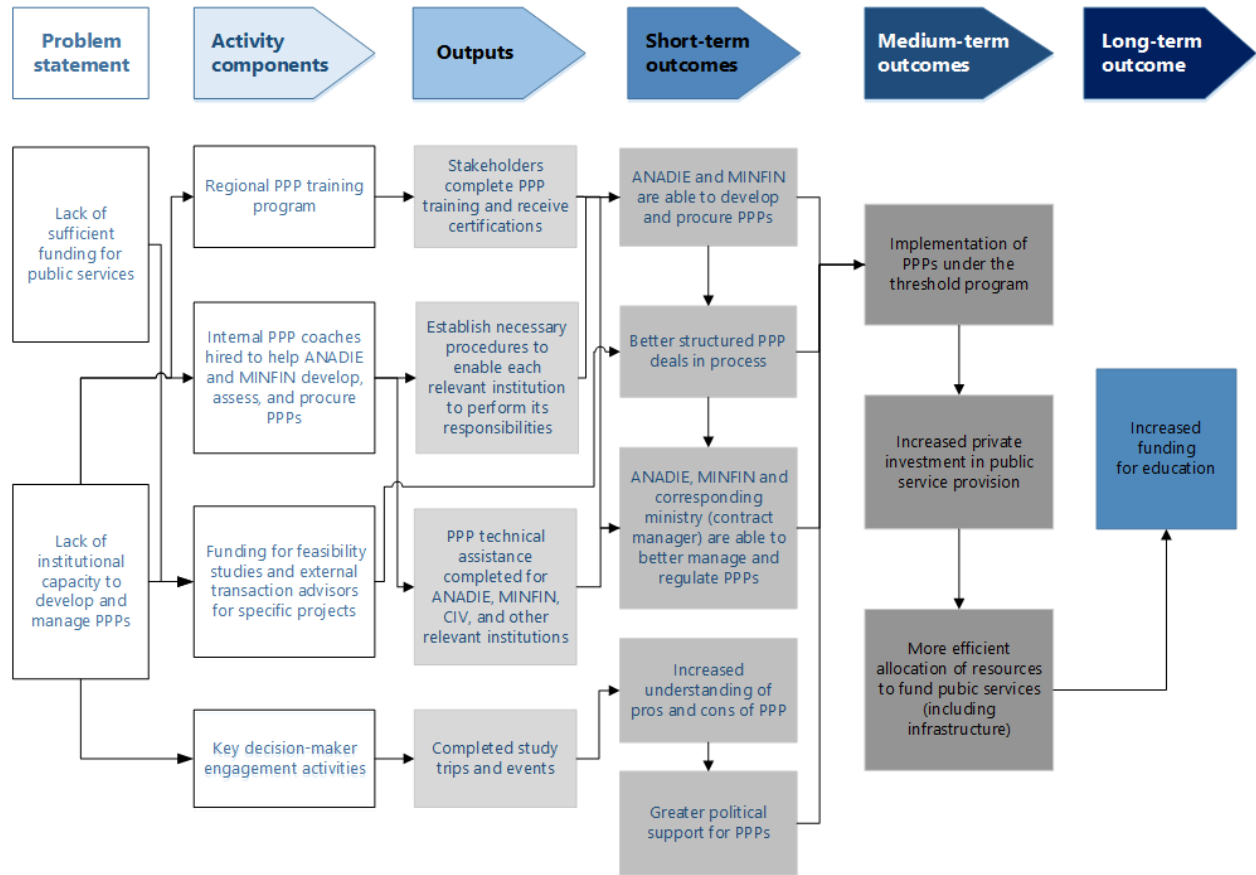 Problem
statement
Activity
components
Outputs
Short-term
outcomes
Medium-term
outcomes
Long-term
outcome
Lack of
sufficient
funding for
public services
Lack of
institutional
capacity to
develop and
manage PPPs
Regional PPP training
program
Internal PPP coaches
hired to help ANADIE
and MINFIN develop,
assess, and procure
PPPs
Funding for feasibility
studies and external
transaction advisors
for specific projects
Key decision-maker
engagement activities
Stakeholders
complete PPP
training and receive
certifications
Establish necessary
procedures to
enable each
relevant institution
to perform its
responsibilities
PPP technical
assistance
completed for
ANADIE, MINFIN,
CIV, and other
relevant institutions
Completed study
trips and events
ANADIE and MINFIN
are able to develop
and procure PPPs
Better structured PPP
deals in process
ANADIE, MINFIN and
corresponding
ministry (contract
manager) are able to
better manage and
regulate PPPs
Increased
understanding of
pros and cons of PPP
Greater political
support for PPPs
Implementation of
PPPs under the
threshold program
Increased private
investment in public
service provision
More efficient
allocation of resources
to fund pubic services
(including
infrastructure)
Increased
funding
for education